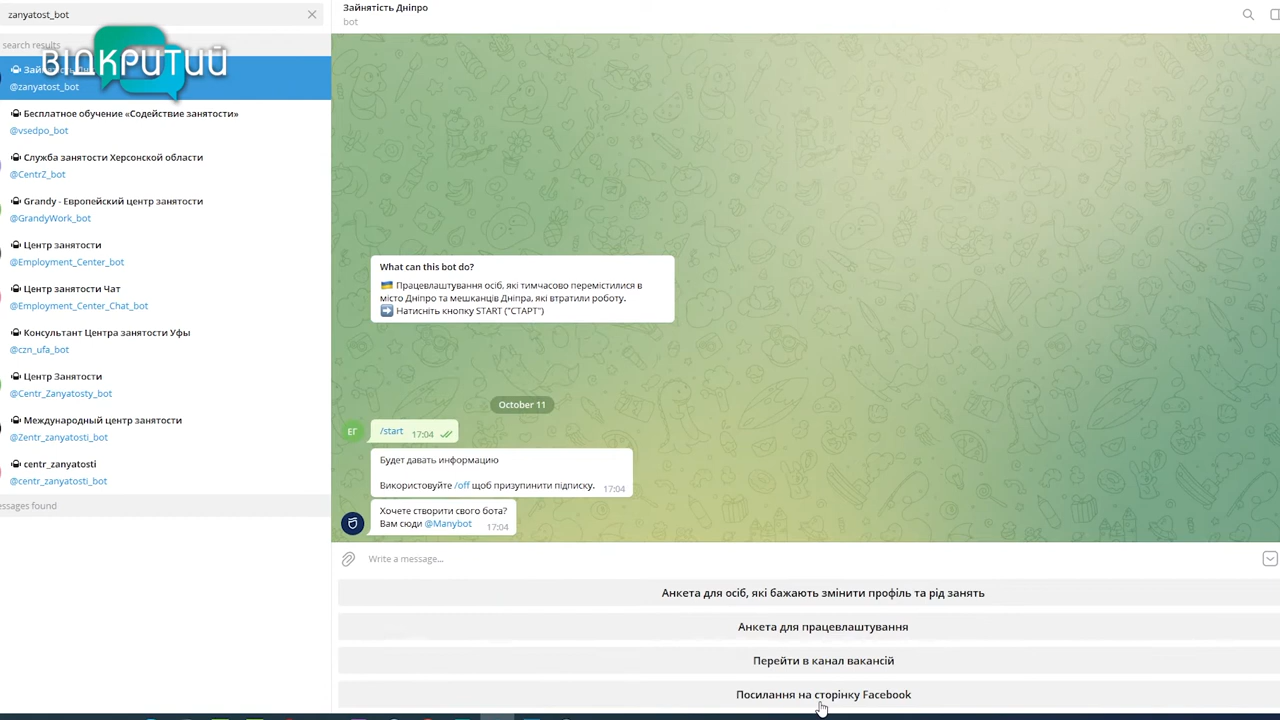 zanyatost_bot
search results
ВІДКРИТИЙ
@zanyatost_bot
Бесплатное обучение «Содействие занятости»
@vsedpo_bot
Служба занятости Херсонской области
@CentrZ_bot
Grandy - Европейский центр занятости
@GrandyWork_bot
Центр занятости
@Employment_Center_bot
Центр занятости Чат
@Employment_Center_Chat_bot
Консультант Центра занятости Уфы
@czn_ufa_bot
Центр Занятости
@Centr_Zanyatosty_bot
Международный центр занятости
@Zentr_zanyatosti_bot
centr_zanyatosti
@centr_zanyatosti_bot
essages found
Зайнятість Дніпро
bot
What can this bot do?
🇺🇦 Працевлаштування осіб, які тимчасово перемістилися в
місто Дніпро та мешканців Дніпра, які втратили роботу.
➡️ Натисніть кнопку START ("СТАРТ")
October 11
ЕГ
/start 17:04
Будет давать информацию
Використовуйте /off щоб призупинити підписку. 17:04
Хочете створити свого бота?
Вам сюди @Manybot 17:04
Write a message...
Анкета для осіб, які бажають змінити профіль та рід занять
Анкета для працевлаштування
Перейти в канал вакансій
Посилання на сторінку Facebook